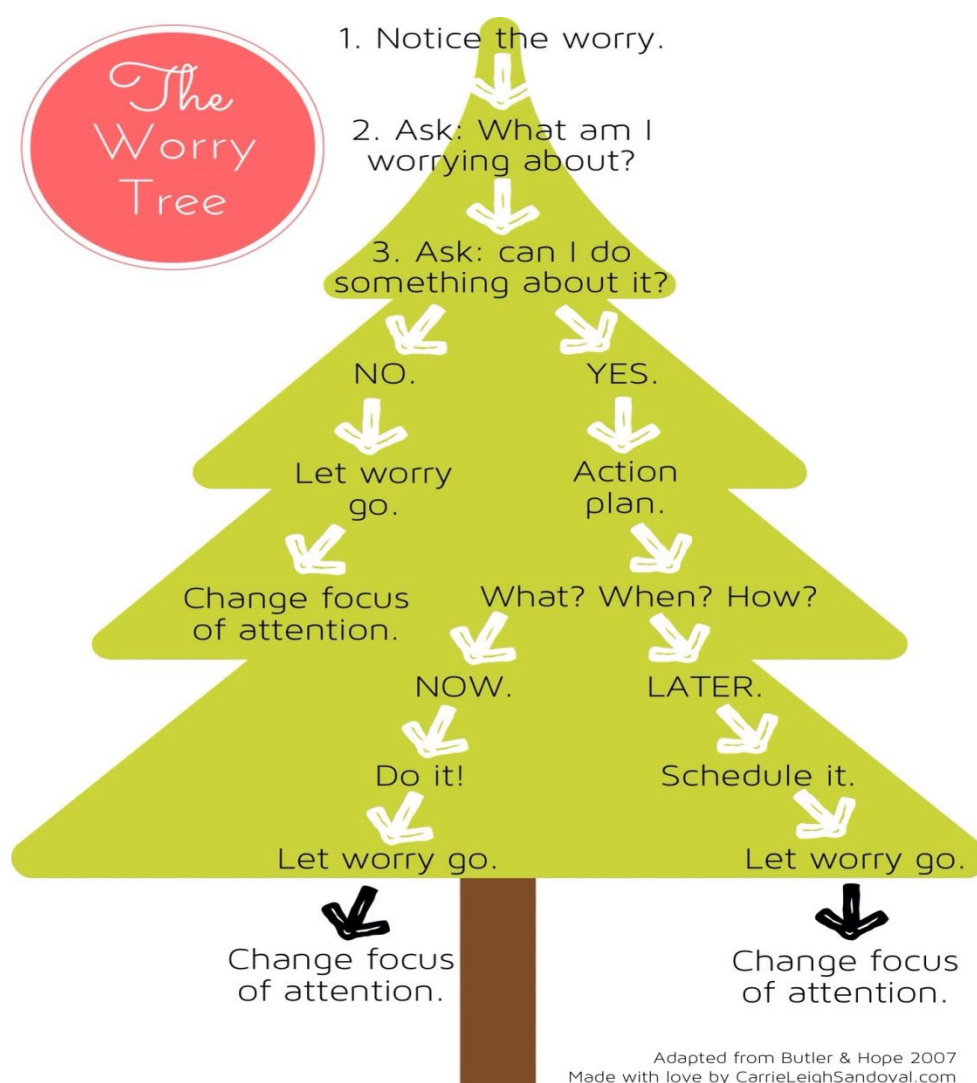 The
Worry
Tree
1. Notice the worry.
2. Ask: What am I
worrying about?
3. Ask: can I do
something about it?
NO.
YES.
Let worry
go.
Action
plan.
Change focus
of attention.
What? When? How?
NOW.
LATER.
Do it!
Schedule it.
Let worry go.
Let worry go.
Change focus
of attention.
Change focus
of attention.
Adapted from Butler & Hope 2007
Made with love by CarrieLeighSandoval.com